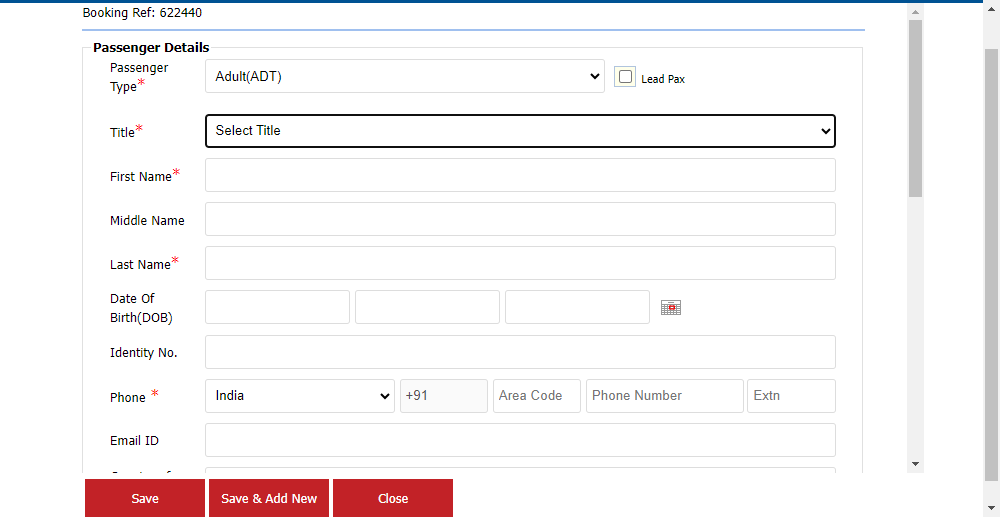 Booking Ref: 622440
Passenger Details
Passenger Type* Adult(ADT) Lead Pax
Title* Select Title
First Name*
Middle Name
Last Name*
Date Of Birth(DOB)
Identity No.
Phone * India +91 Area Code Phone Number Extn
Email ID
Save Save & Add New Close